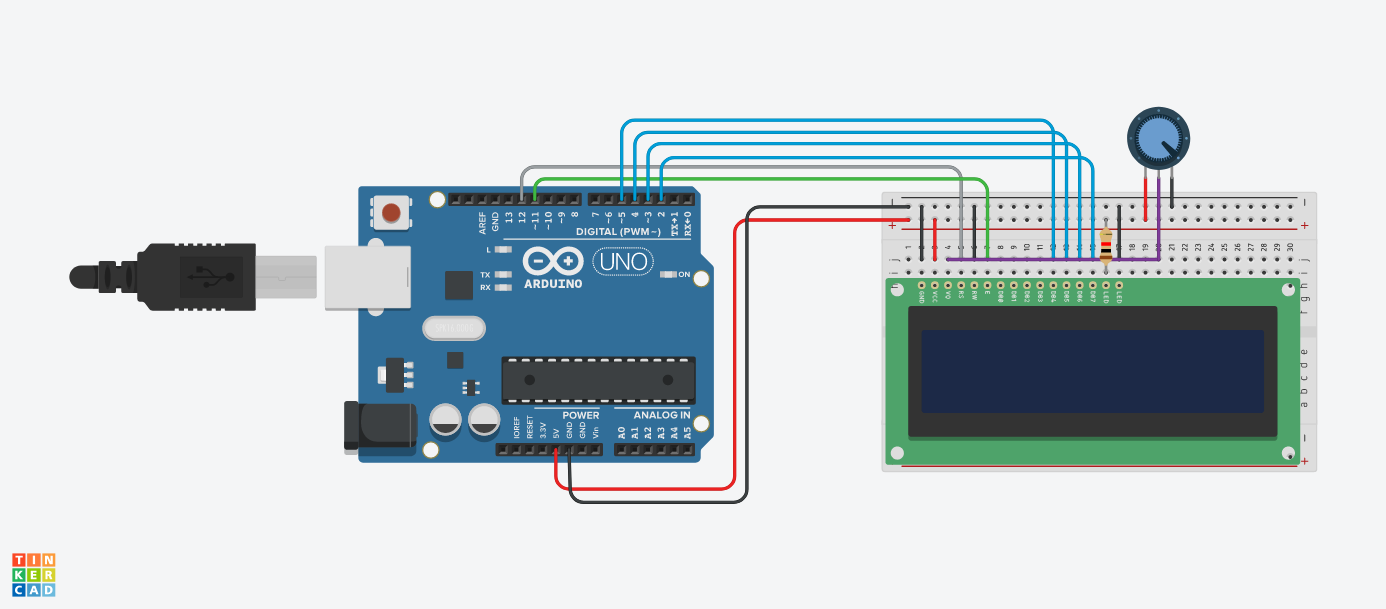 AREF
GND
13
12
~11
~10
~9
8
7
~6
~5
4
~3
2
TX→1
RX←0
DIGITAL (PWM~)
L
TX
RX
UNO
ON
ARDUINO
POWER
ANALOG IN
IOREF
RESET
3.3V
5V
GND
GND
Vin
A0
A1
A2
A3
A4
A5
1 4 5 6 7 8 9 10 11 18 19 21 22 23 24 25 26 27 28 29 30
j j
i i
h
g
f
GND
VCC
VO
RS
RW
E
DB0
DB1
DB2
DB3
DB4
DB5
DB6
DB7
LED
LED
e
d
c
b
a
TIN
KER
CAD